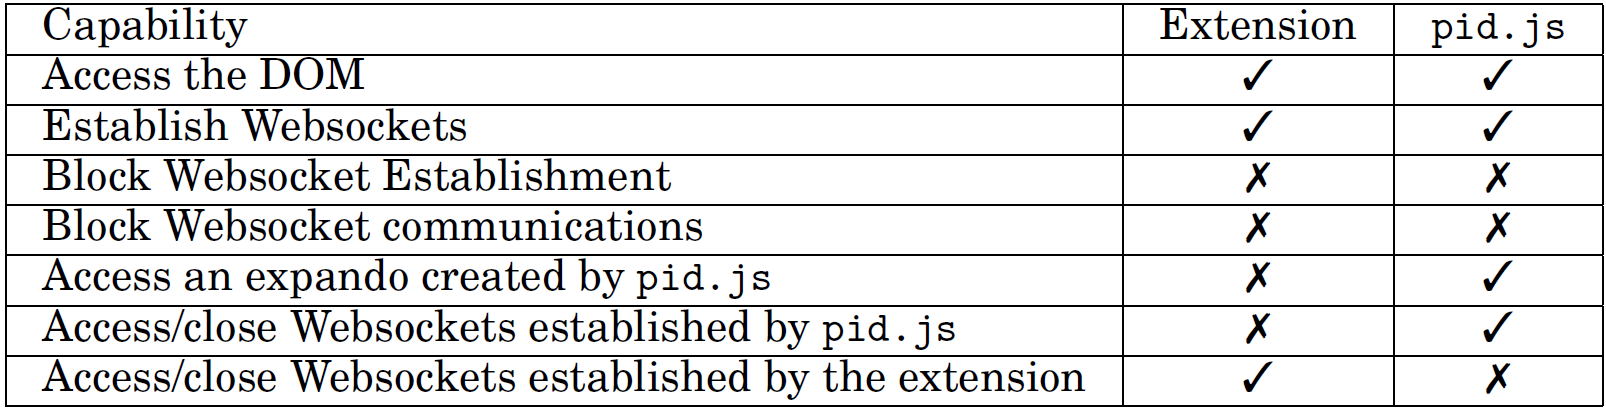 Capability Extension pid.js
Access the DOM ✓ ✓
Establish Websockets ✓ ✓
Block Websocket Establishment ✗ ✗
Block Websocket communications ✗ ✗
Access an expando created by pid.js ✗ ✓
Access/close Websockets established by pid.js ✗ ✓
Access/close Websockets established by the extension ✓ ✗